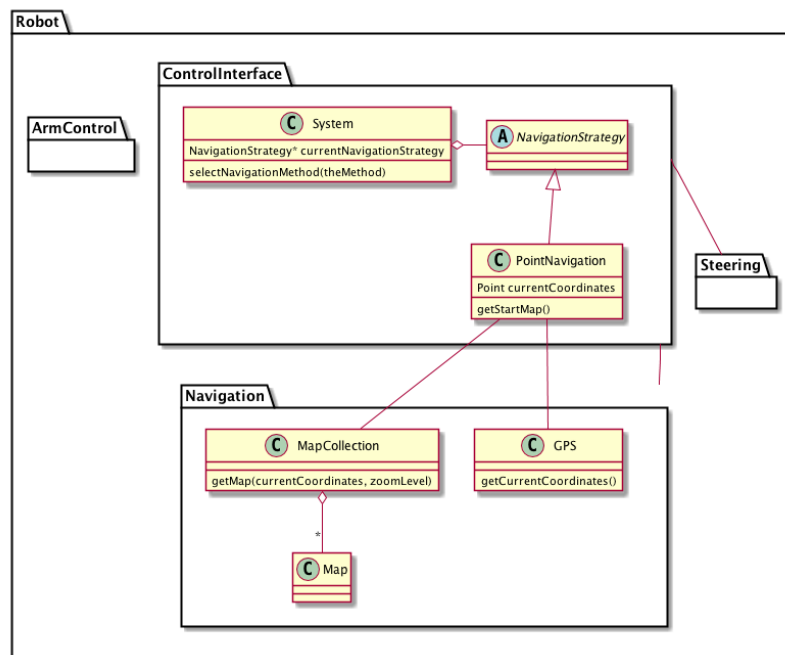 Robot
ControlInterface
C System
NavigationStrategy* currentNavigationStrategy
selectNavigationMethod(theMethod)
A NavigationStrategy
ArmControl
C PointNavigation
Point currentCoordinates
getStartMap()
Steering
Navigation
C MapCollection
getMap(currentCoordinates, zoomLevel)
C GPS
getCurrentCoordinates()
*
C Map